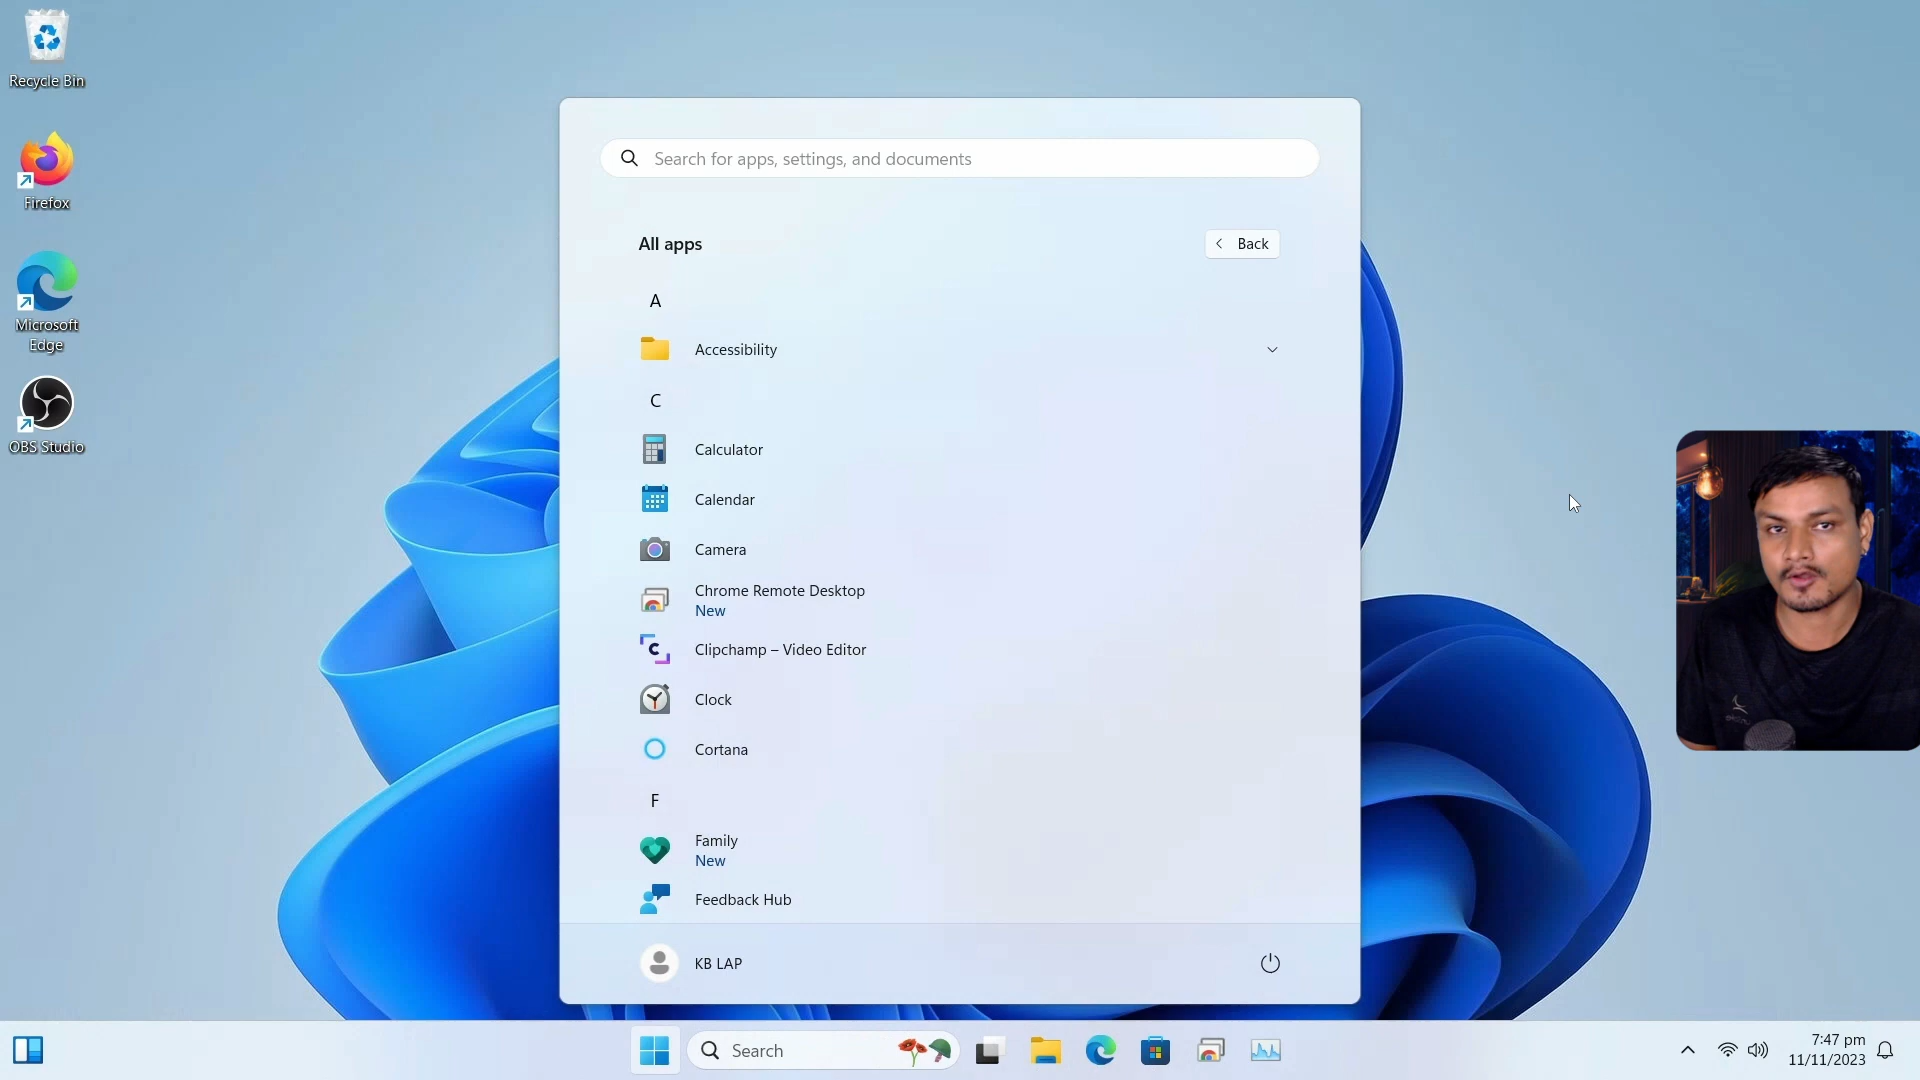 Recycle Bin
Firefox
Microsoft
Edge
OBS Studio
Search for apps, settings, and documents
All apps
Back
A
Accessibility
C
Calculator
Calendar
Camera
Chrome Remote Desktop
New
Clipchamp – Video Editor
Clock
Cortana
F
Family
New
Feedback Hub
KB LAP
Search
7:47 pm
11/11/2023